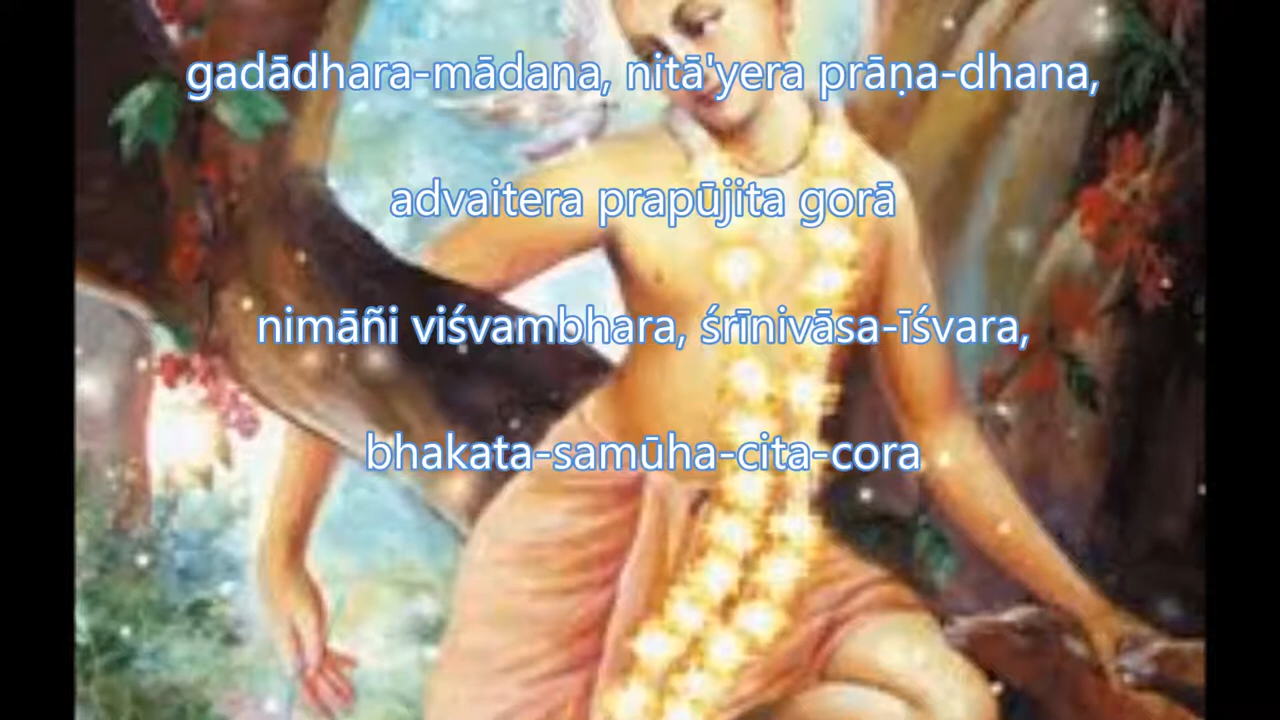 gadādhara-mādana, nitā'yera prāṇa-dhana,
advaitera prapūjita gorā
nimāñi viśvambhara, śrīnivāsa-īśvara,
bhakata-samūha-cita-cora